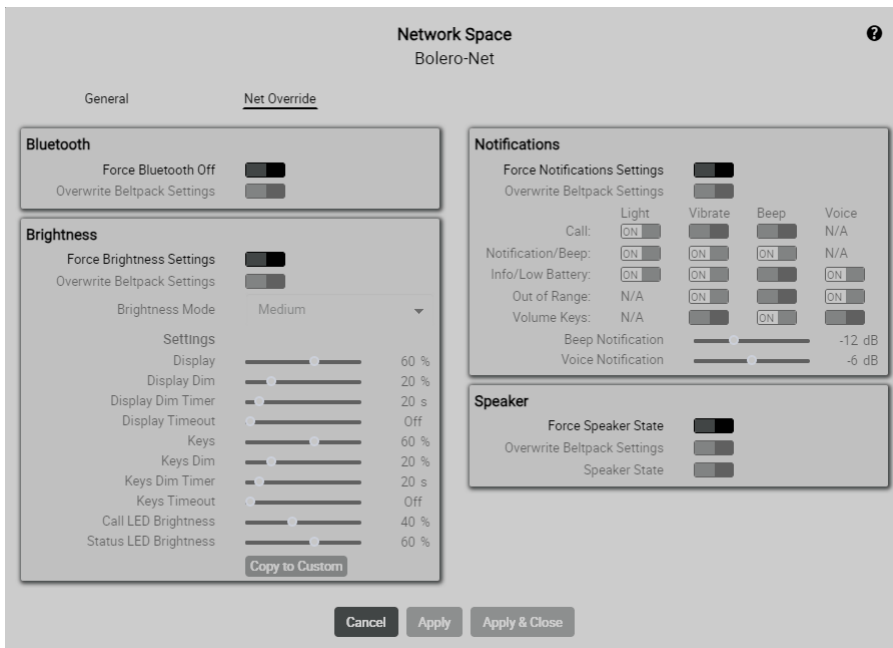 Network Space
Bolero-Net
General Net Override
Bluetooth
Force Bluetooth Off
Overwrite Beltpack Settings
Brightness
Force Brightness Settings
Overwrite Beltpack Settings
Brightness Mode Medium
Settings
Display 60 %
Display Dim 20 %
Display Dim Timer 20 s
Display Timeout Off
Keys 60 %
Keys Dim 20 %
Keys Dim Timer 20 s
Keys Timeout Off
Call LED Brightness 40 %
Status LED Brightness 60 %
Copy to Custom
Notifications
Force Notifications Settings
Overwrite Beltpack Settings
Light Vibrate Beep Voice
Call: ON N/A
Notification/Beep: ON ON ON N/A
Info/Low Battery: ON ON ON
Out of Range: N/A ON ON
Volume Keys: N/A ON
Beep Notification -12 dB
Voice Notification -6 dB
Speaker
Force Speaker State
Overwrite Beltpack Settings
Speaker State
Cancel Apply Apply & Close